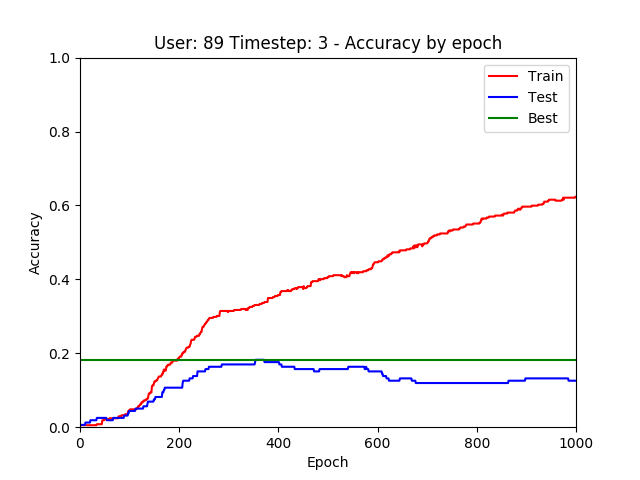 User: 89 Timestep: 3 - Accuracy by epoch
1.0
0.8
0.6
0.4
0.2
0.0
Accuracy
Train
Test
Best
0 200 400 600 800 1000
Epoch